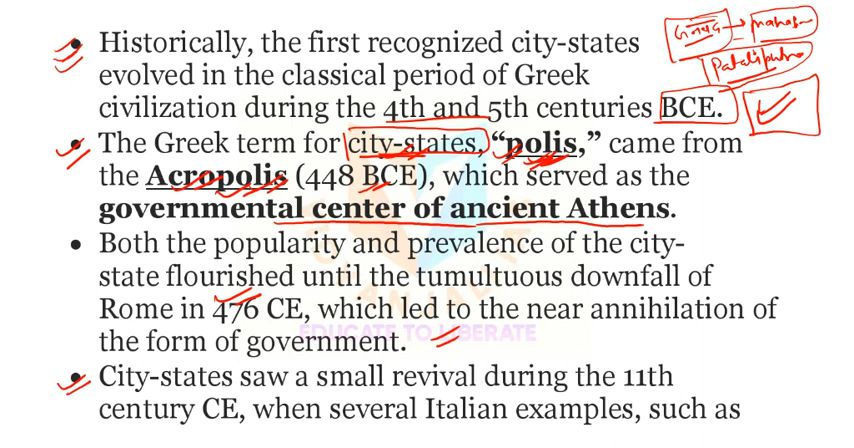 • Historically, the first recognized city-states
evolved in the classical period of Greek
civilization during the 4th and 5th centuries BCE.
• The Greek term for city-states, “polis,” came from
the Acropolis (448 BCE), which served as the
governmental center of ancient Athens.
• Both the popularity and prevalence of the city-
state flourished until the tumultuous downfall of
Rome in 476 CE, which led to the near annihilation of
the form of government.
• City-states saw a small revival during the 11th
century CE, when several Italian examples, such as
Pataliputra
EDUCATE TO LIBERATE